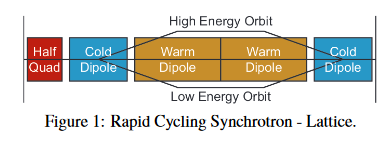 High Energy Orbit
Half Quad
Cold Dipole
Warm Dipole
Warm Dipole
Cold Dipole
Low Energy Orbit
Figure 1: Rapid Cycling Synchrotron - Lattice.